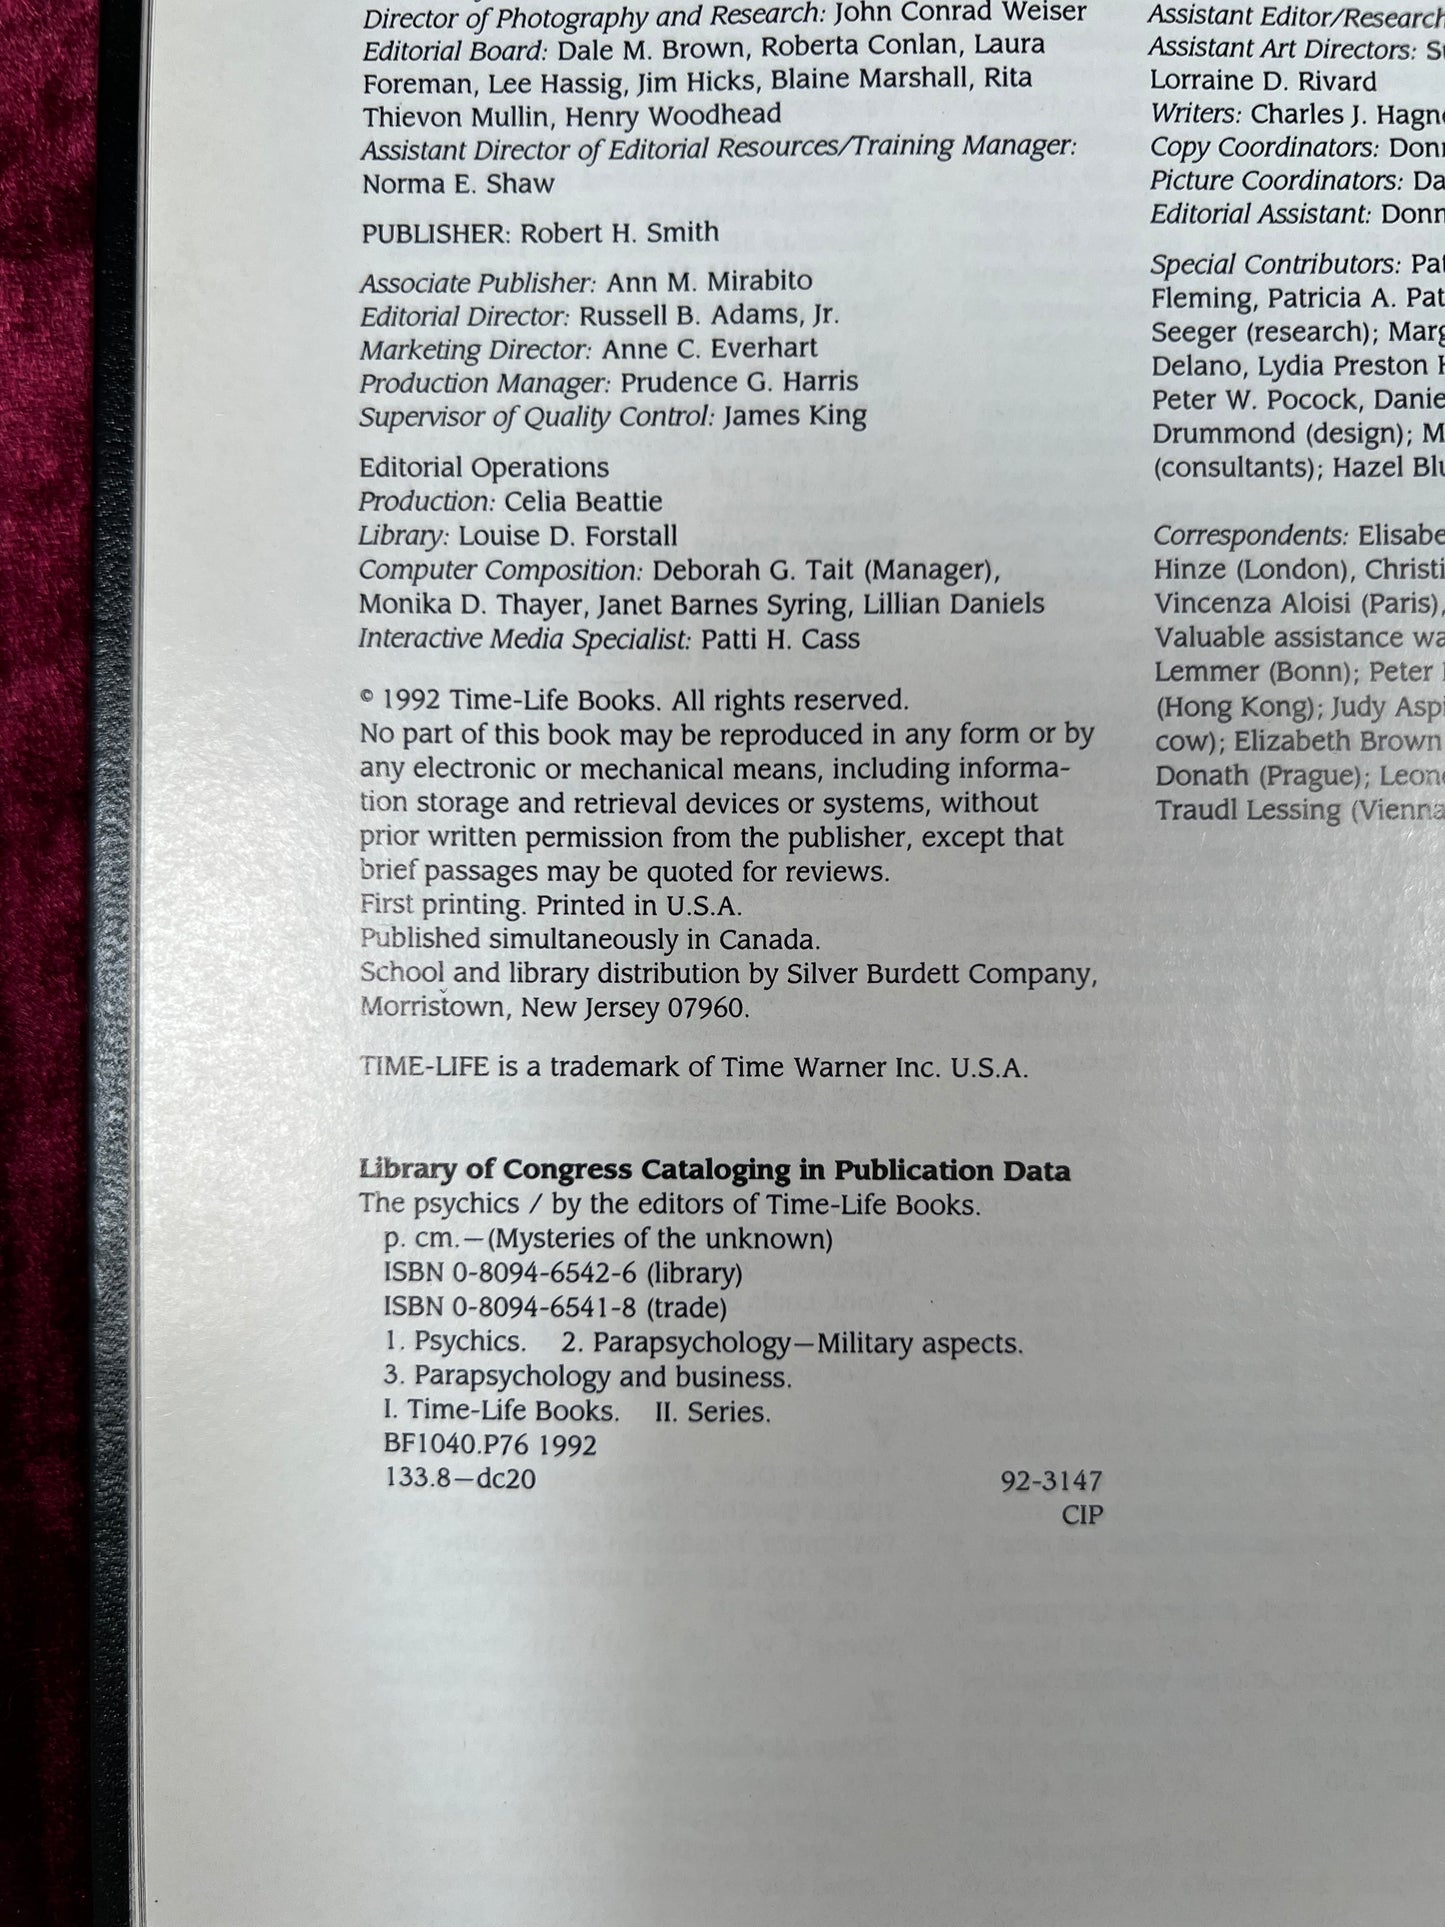 Director of Photography and Research: John Conrad Weiser
Editorial Board: Dale M. Brown, Roberta Conlan, Laura
Foreman, Lee Hassig, Jim Hicks, Blaine Marshall, Rita
Thievon Mullin, Henry Woodhead
Assistant Director of Editorial Resources/Training Manager:
Norma E. Shaw
PUBLISHER: Robert H. Smith
Associate Publisher: Ann M. Mirabito
Editorial Director: Russell B. Adams, Jr.
Marketing Director: Anne C. Everhart
Production Manager: Prudence G. Harris
Supervisor of Quality Control: James King
Editorial Operations
Production: Celia Beattie
Library: Louise D. Forstall
Computer Composition: Deborah G. Tait (Manager),
Monika D. Thayer, Janet Barnes Syring, Lillian Daniels
Interactive Media Specialist: Patti H. Cass
© 1992 Time-Life Books. All rights reserved.
No part of this book may be reproduced in any form or by
any electronic or mechanical means, including informa-
tion storage and retrieval devices or systems, without
prior written permission from the publisher, except that
brief passages may be quoted for reviews.
First printing. Printed in U.S.A.
Published simultaneously in Canada.
School and library distribution by Silver Burdett Company,
Morristown, New Jersey 07960.
TIME-LIFE is a trademark of Time Warner Inc. U.S.A.
Library of Congress Cataloging in Publication Data
The psychics / by the editors of Time-Life Books.
p. cm.—(Mysteries of the unknown)
ISBN 0-8094-6542-6 (library)
ISBN 0-8094-6541-8 (trade)
1. Psychics. 2. Parapsychology—Military aspects.
3. Parapsychology and business.
I. Time-Life Books. II. Series.
BF1040.P76 1992
133.8—dc20 92-3147
CIP
Assistant Editor/Research
Assistant Art Directors:
Lorraine D. Rivard
Writers: Charles J.
Copy Coordinators:
Picture Coordinators:
Editorial Assistant:
Special Contributors:
Fleming, Patricia A.
Seeger (research);
Delano, Lydia Preston
Peter W. Pocock,
Drummond (design);
(consultants); Hazel
Correspondents:
Hinze (London),
Vincenza Aloisi (Paris),
Valuable assistance
Lemmer (Bonn); Peter
(Hong Kong); Judy
cow); Elizabeth Brown
Donath (Prague);
Traudl Lessing (Vienna